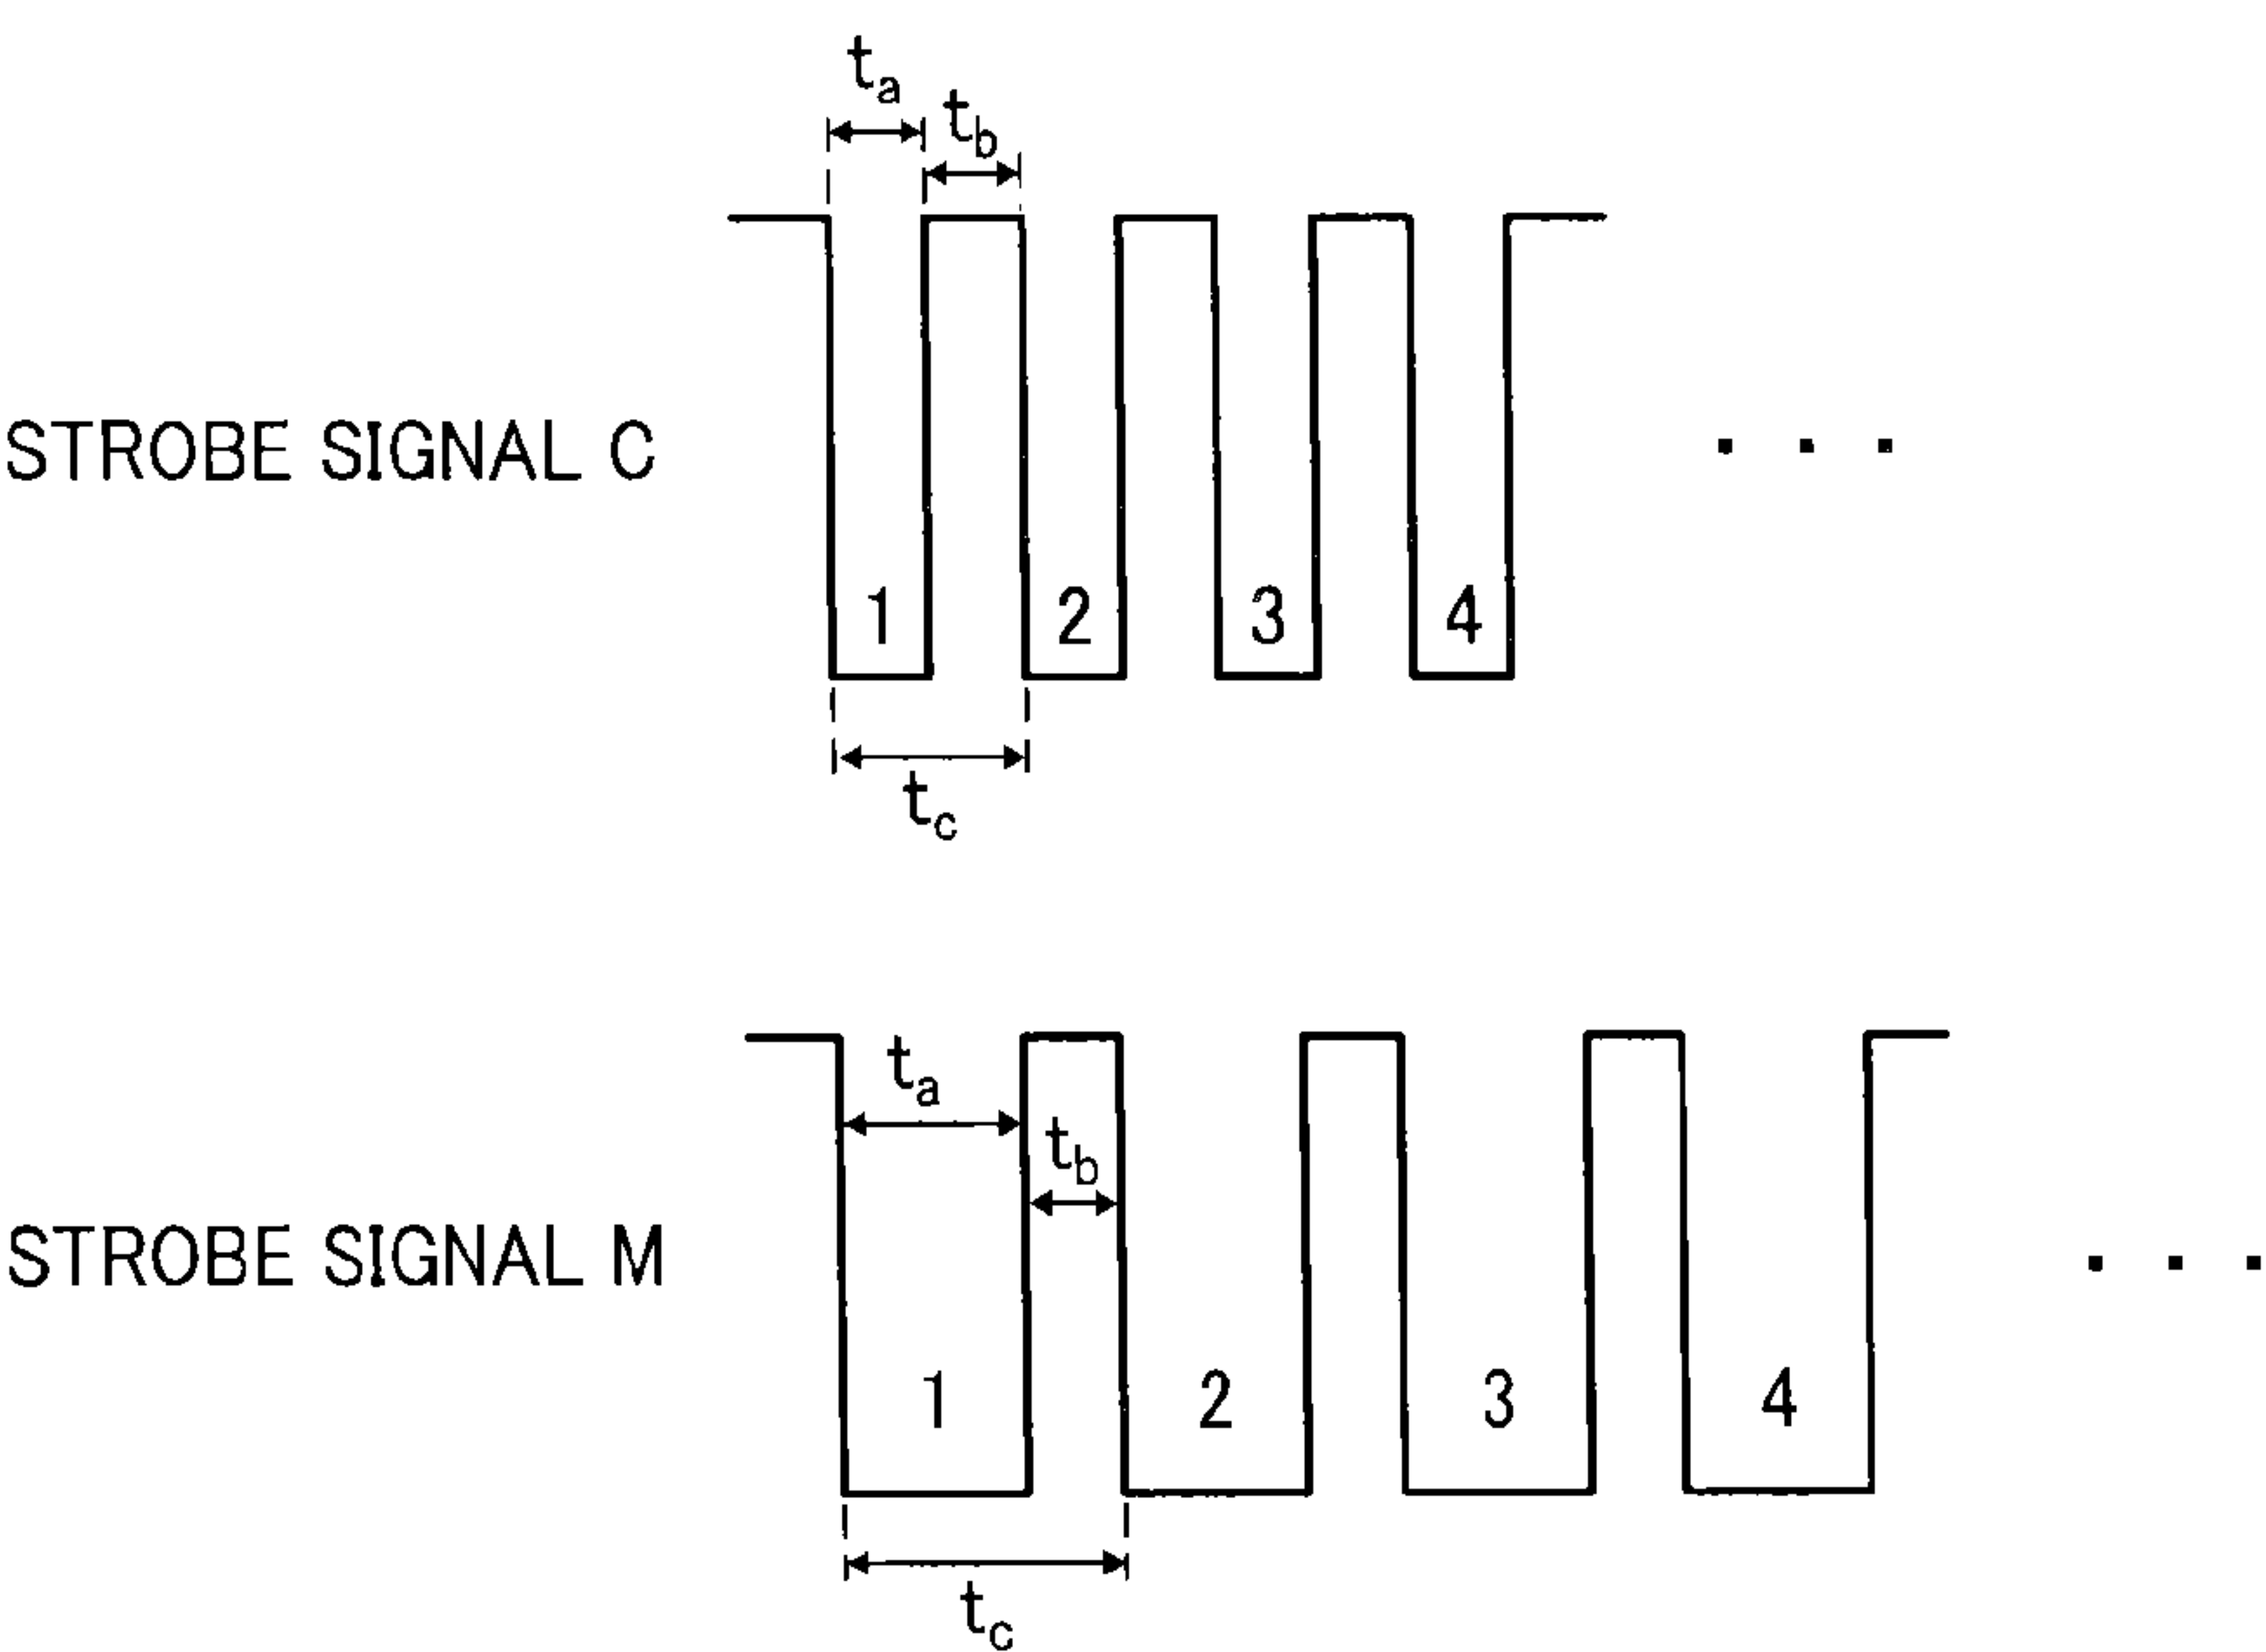 ta
tb
STROBE SIGNAL C
1 2 3 4
. . .
tc
ta
tb
STROBE SIGNAL M
. . .
1 2 3 4
tc